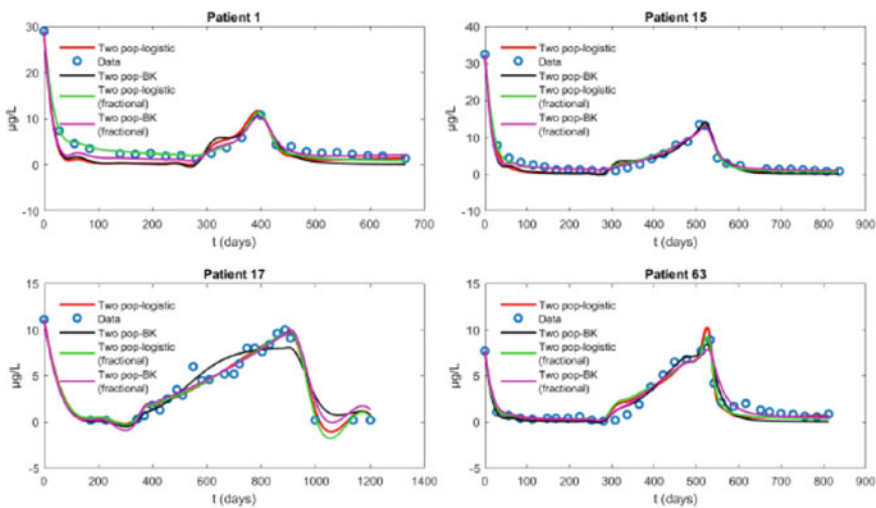 Patient 1
30
20
10
0
-10
µg/L
Two pop-logistic
Data
Two pop-BK
Two pop-logistic
(fractional)
Two pop-BK
(fractional)
0 100 200 300 400 500 600 700
t (days)
Patient 15
40
30
20
10
0
-10
µg/L
Two pop-logistic
Data
Two pop-BK
Two pop-logistic
(fractional)
Two pop-BK
(fractional)
0 100 200 300 400 500 600 700 800 900
t (days)
Patient 17
15
10
5
0
-5
µg/L
Two pop-logistic
Data
Two pop-BK
Two pop-logistic
(fractional)
Two pop-BK
(fractional)
0 200 400 600 800 1000 1200 1400
t (days)
Patient 63
15
10
5
0
-5
µg/L
Two pop-logistic
Data
Two pop-BK
Two pop-logistic
(fractional)
Two pop-BK
(fractional)
0 100 200 300 400 500 600 700 800 900
t (days)